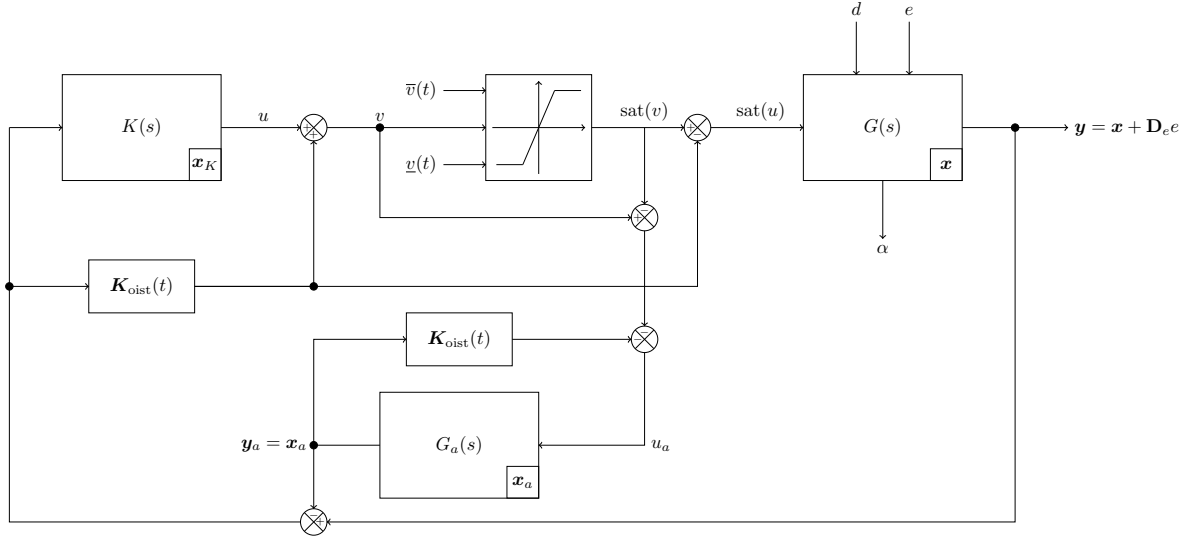 d
e
K(s)
x_K
u
+
+
v
v̅(t)
v̲(t)
+
sat(v)
+
−
sat(u)
G(s)
x
y = x + D_e e
α
−
+
K_oist(t)
K_oist(t)
−
−
y_a = x_a
G_a(s)
x_a
u_a
−
+